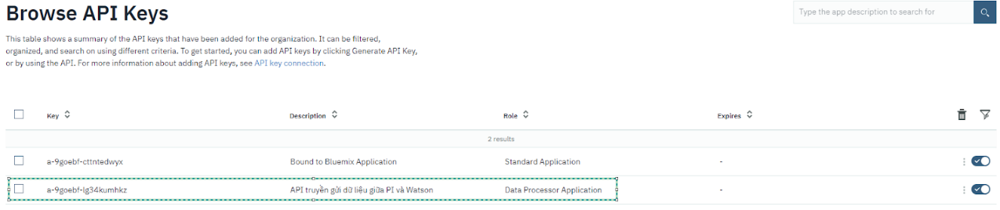 Browse API Keys
Type the app description to search for
This table shows a summary of the API keys that have been added for the organization. It can be filtered,
organized, and search on using different criteria. To get started, you can add API keys by clicking Generate API Key,
or by using the API. For more information about adding API keys, see API key connection.
Key Description Role Expires
2 results
a-9goebf-cttntedwyx Bound to Bluemix Application Standard Application -
a-9goebf-lg34kumhkz API truyền gửi dữ liệu giữa PI và Watson Data Processor Application -